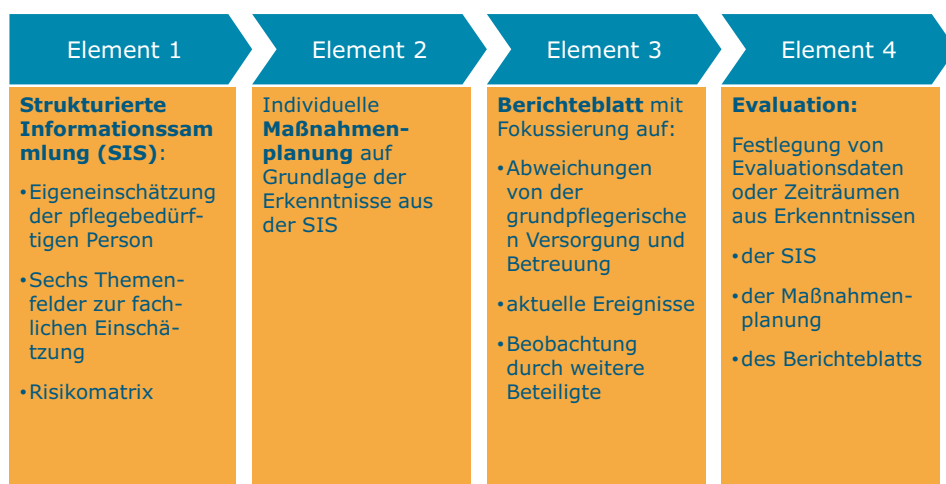 Element 1
Element 2
Element 3
Element 4
Strukturierte
Informationssam
mlung (SIS):
•Eigeneinschätzung
der pflegebedürf-
tigen Person
•Sechs Themen-
felder zur fach-
lichen Einschä-
tzung
•Risikomatrix
Individuelle
Maßnahmen-
planung auf
Grundlage der
Erkenntnisse aus
der SIS
Berichteblatt mit
Fokussierung auf:
•Abweichungen
von der
grundpflegerische
n Versorgung und
Betreuung
•aktuelle Ereignisse
•Beobachtung
durch weitere
Beteiligte
Evaluation:
Festlegung von
Evaluationsdaten
oder Zeiträumen
aus Erkenntnissen
•der SIS
•der Maßnahmen-
planung
•des Berichteblatts